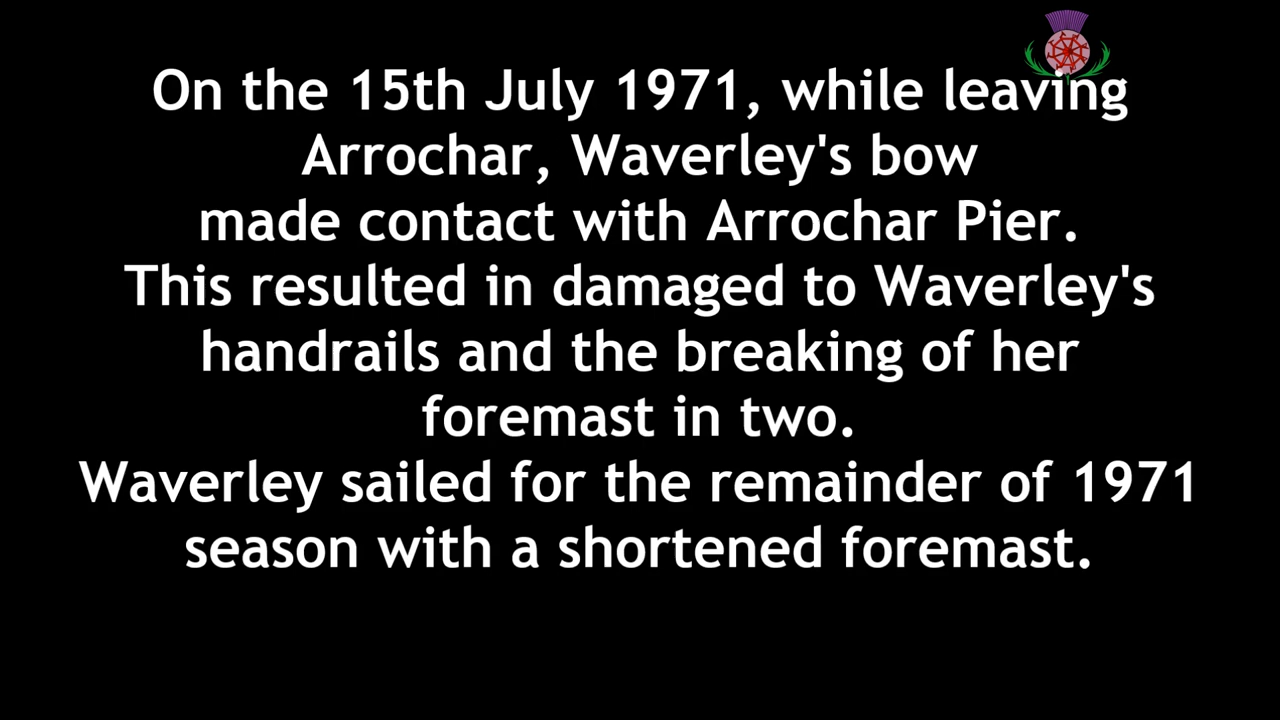 On the 15th July 1971, while leaving
Arrochar, Waverley's bow
made contact with Arrochar Pier.
This resulted in damaged to Waverley's
handrails and the breaking of her
foremast in two.
Waverley sailed for the remainder of 1971
season with a shortened foremast.